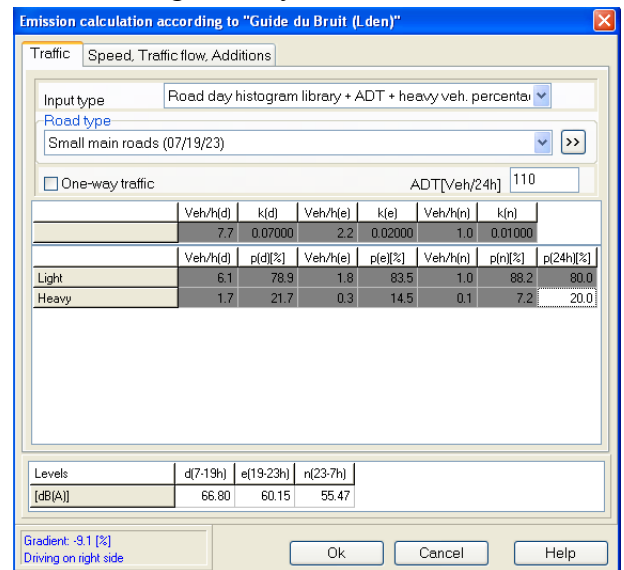 Emission calculation according to "Guide du Bruit (Lden)"
Traffic Speed, Traffic flow, Additions
Input type Road day histogram library + ADT + heavy veh. percenta
Road type
Small main roads (07/19/23) >>
One-way traffic ADT[Veh/24h] 110
Veh/h(d) k(d) Veh/h(e) k(e) Veh/h(n) k(n)
7.7 0.07000 2.2 0.02000 1.0 0.01000
Veh/h(d) p(d)[%] Veh/h(e) p(e)[%] Veh/h(n) p(n)[%] p(24h)[%]
Light 6.1 78.9 1.8 83.5 1.0 88.2 80.0
Heavy 1.7 21.7 0.3 14.5 0.1 7.2 20.0
Levels d(7-19h) e(19-23h) n(23-7h)
[dB(A)] 66.80 60.15 55.47
Gradient: -9.1 [%]
Driving on right side
Ok Cancel Help